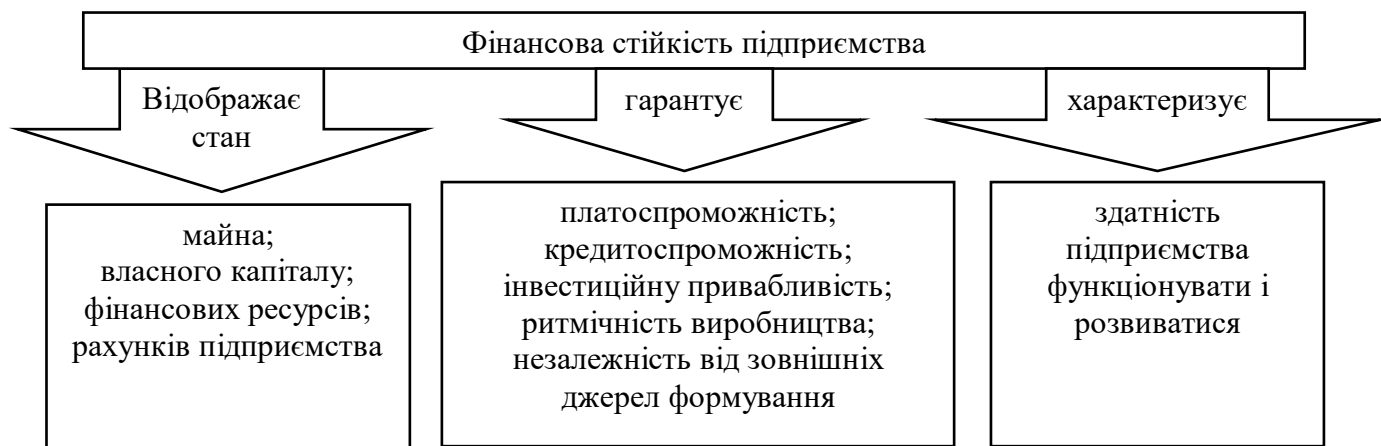 Фінансова стійкість підприємства
Відображає
стан
гарантує
характеризує
майна;
власного капіталу;
фінансових ресурсів;
рахунків підприємства
платоспроможність;
кредитоспроможність;
інвестиційну привабливість;
ритмічність виробництва;
незалежність від зовнішніх
джерел формування
здатність
підприємства
функціонувати і
розвиватися